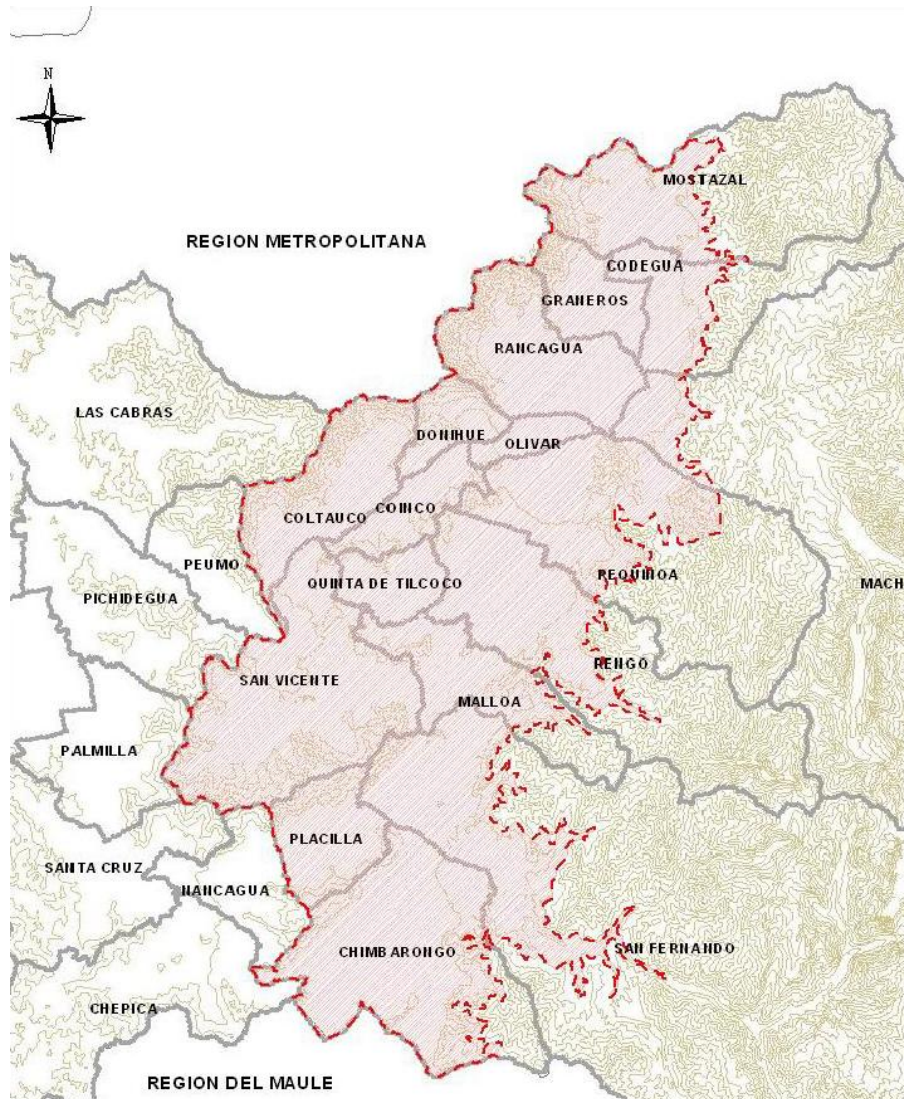 N
MOSTAZAL
REGION METROPOLITANA
CODEGUA
GRANEROS
RANCAGUA
LAS CABRAS
DONIHUE
OLIVAR
COINCO
COLTAUCO
PEUMO
QUINTA DE TILCOCO
REQUINOA
MACH
PICHIDEGUA
RENGO
SAN VICENTE
MALLOA
PALMILLA
PLACILLA
SANTA CRUZ
NANCAGUA
SAN FERNANDO
CHIMBARONGO
CHEPICA
REGION DEL MAULE